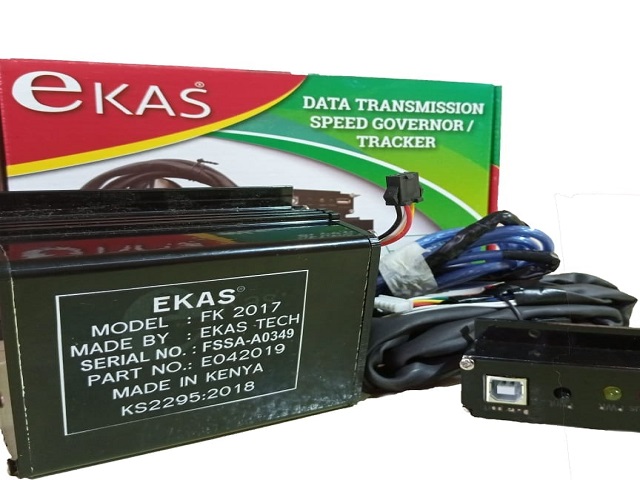 eKAS®
DATA TRANSMISSION
SPEED GOVERNOR /
TRACKER
EKAS®
MODEL : FK 2017
MADE BY : EKAS TECH
SERIAL NO. : FSSA-A0349
PART NO.: E042019
MADE IN KENYA
KS2295:2018